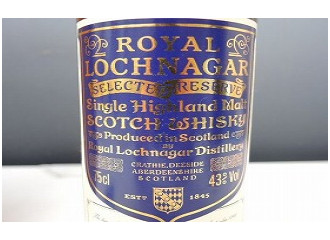 ROYAL
LOCHNAGAR
SELECTED RESERVE
Single Highland Malt
SCOTCH WHISKY
Produced in Scotland
by
Royal Lochnagar Distillery
CRATHIE, DEESIDE
75cl ABERDEENSHIRE 43% Vol
SCOTLAND
ESTD 1845